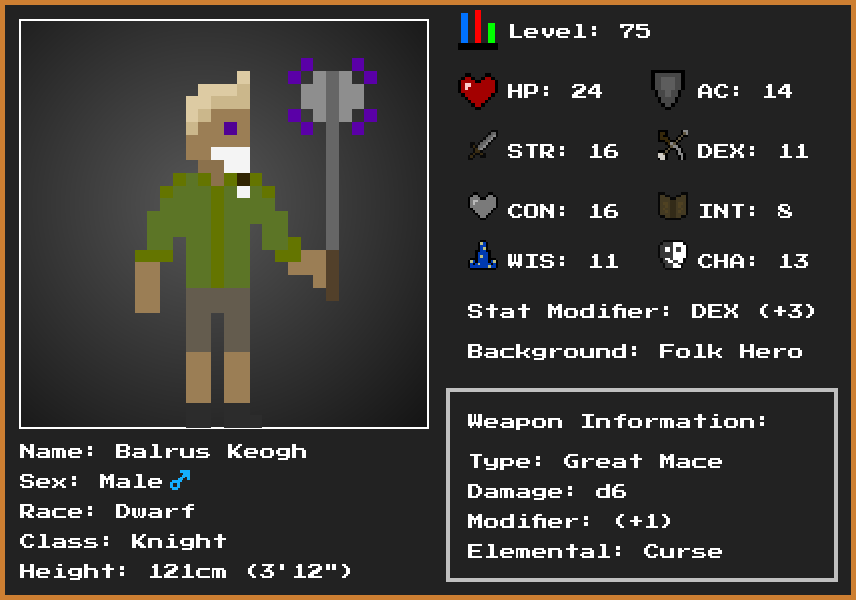 Level: 75
HP: 24
AC: 14
STR: 16
DEX: 11
CON: 16
INT: 8
WIS: 11
CHA: 13
Stat Modifier: DEX (+3)
Background: Folk Hero
Weapon Information:
Type: Great Mace
Damage: d6
Modifier: (+1)
Elemental: Curse
Name: Balrus Keogh
Sex: Male ♂
Race: Dwarf
Class: Knight
Height: 121cm (3'12")